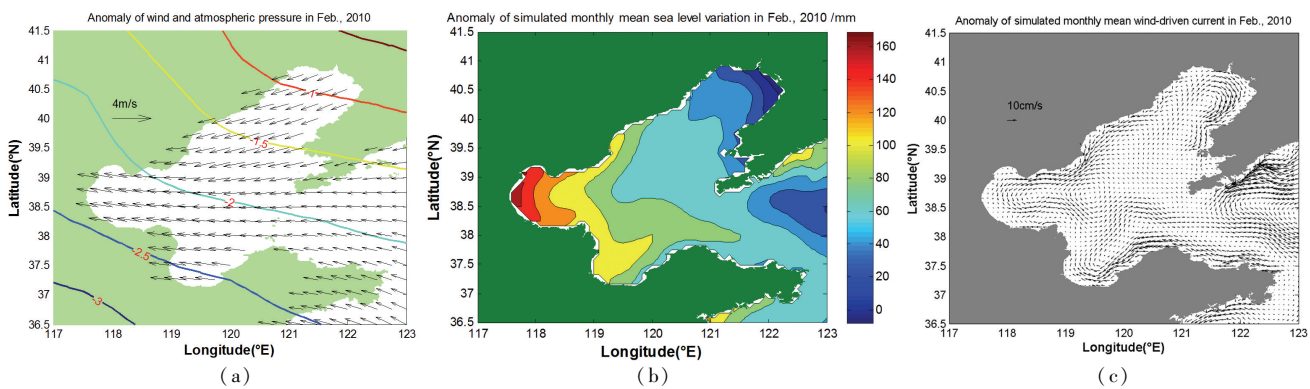 Anomaly of wind and atmospheric pressure in Feb., 2010
41.5
41
40.5
40
39.5
39
38.5
38
37.5
37
36.5
Latitude(°N)
4m/s
-1
-1.5
-2
-2.5
-3
117 118 119 120 121 122 123
Longitude(°E)
(a)
Anomaly of simulated monthly mean sea level variation in Feb., 2010 /mm
41.5
41
40.5
40
39.5
39
38.5
38
37.5
37
36.5
Latitude(°N)
117 118 119 120 121 122 123
Longitude(°E)
160
140
120
100
80
60
40
20
0
(b)
Anomaly of simulated monthly mean wind-driven current in Feb., 2010
41.5
41
40.5
40
39.5
39
38.5
38
37.5
37
36.5
Latitude(°N)
10cm/s
117 118 119 120 121 122 123
Longitude(°E)
(c)